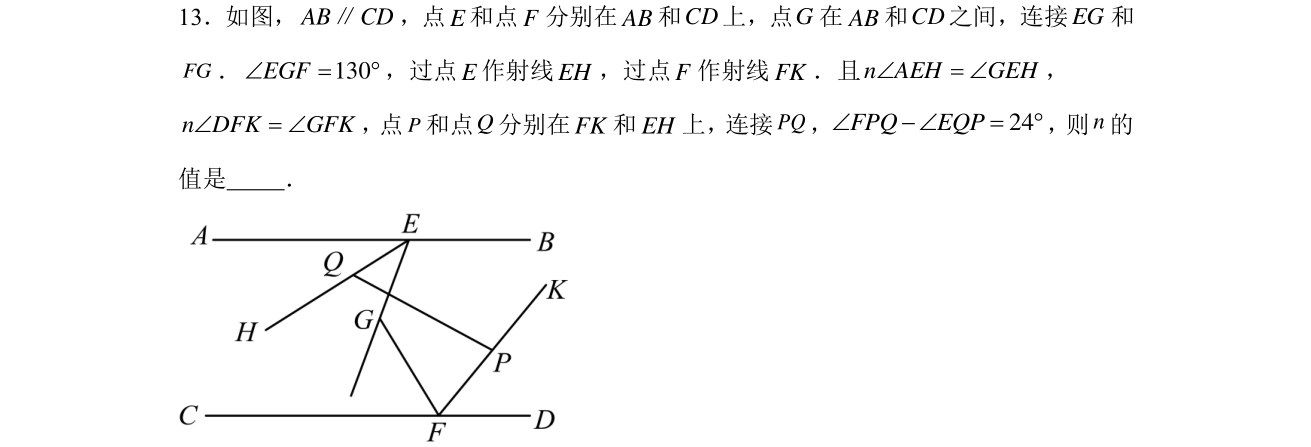 13．如图，AB∥CD，点E和点F分别在AB和CD上，点G在AB和CD之间，连接EG和
FG．∠EGF=130°，过点E作射线EH，过点F作射线FK．且n∠AEH=∠GEH，
n∠DFK=∠GFK，点P和点Q分别在FK和EH上，连接PQ，∠FPQ−∠EQP=24°，则n的
值是_____．
E
A
B
Q
K
H
G
P
C
D
F